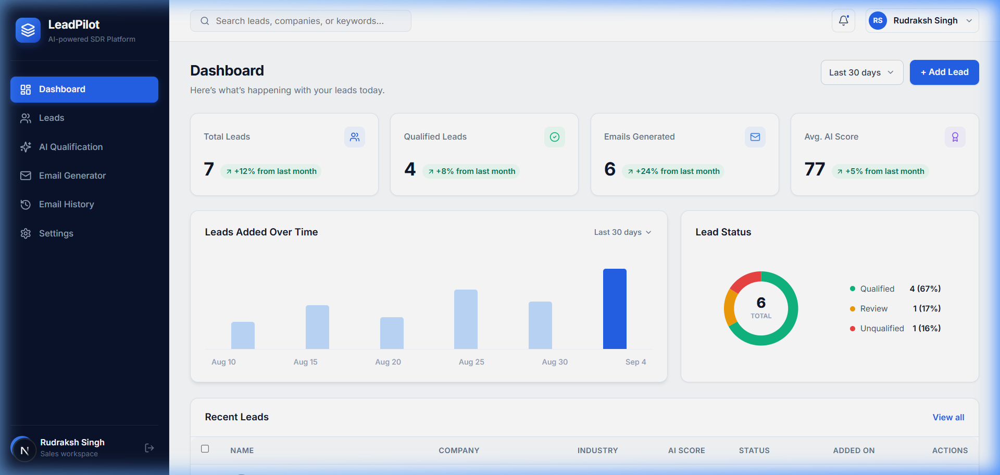 LeadPilot
AI-powered SDR Platform
Dashboard
Leads
AI Qualification
Email Generator
Email History
Settings
N
Rudraksh Singh
Sales workspace
Search leads, companies, or keywords...
RS Rudraksh Singh
Dashboard
Here's what's happening with your leads today.
Last 30 days
+ Add Lead
Total Leads
7 +12% from last month
Qualified Leads
4 +8% from last month
Emails Generated
6 +24% from last month
Avg. AI Score
77 +5% from last month
Leads Added Over Time
Last 30 days
Aug 10 Aug 15 Aug 20 Aug 25 Aug 30 Sep 4
Lead Status
6
TOTAL
Qualified 4 (67%)
Review 1 (17%)
Unqualified 1 (16%)
Recent Leads
View all
NAME COMPANY INDUSTRY AI SCORE STATUS ADDED ON ACTIONS